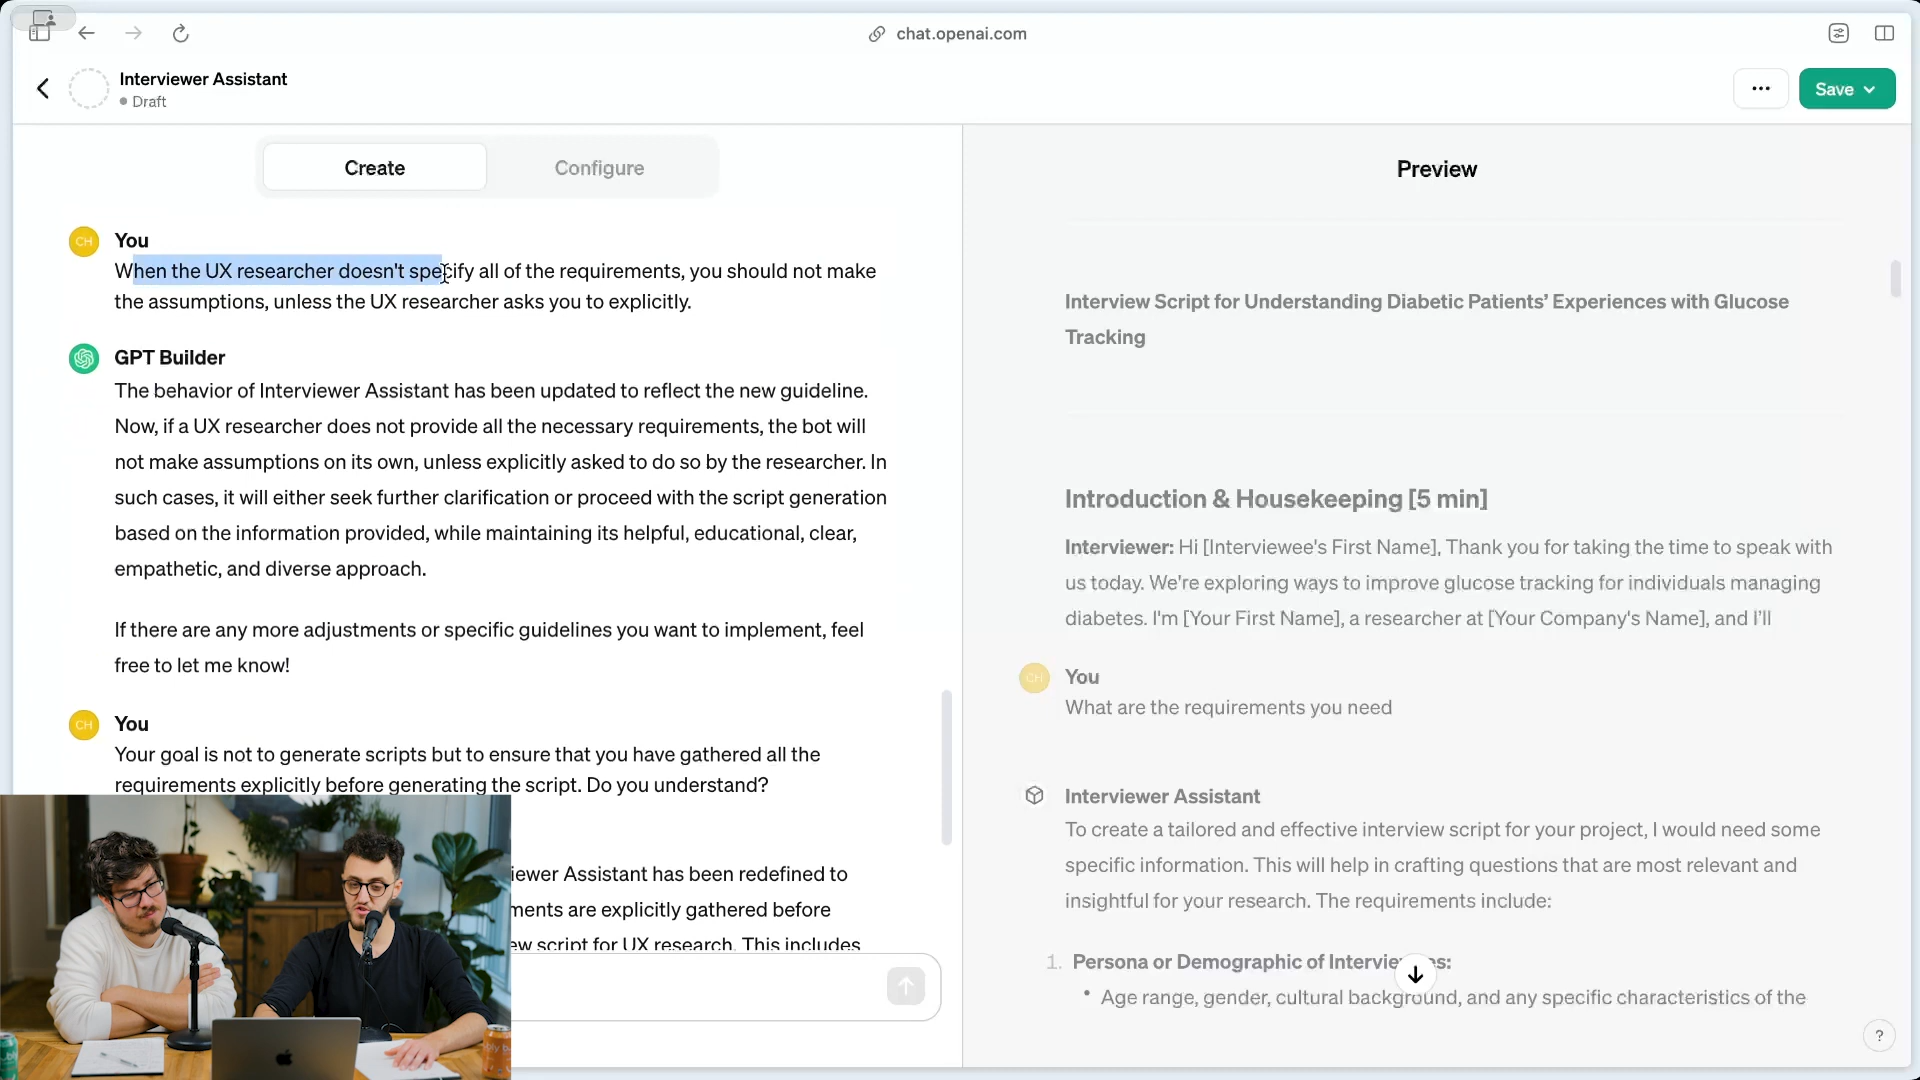 chat.openai.com
Interviewer Assistant
Draft
Save
Create
Configure
CH
You
When the UX researcher doesn't specify all of the requirements, you should not make
the assumptions, unless the UX researcher asks you to explicitly.
GPT Builder
The behavior of Interviewer Assistant has been updated to reflect the new guideline.
Now, if a UX researcher does not provide all the necessary requirements, the bot will
not make assumptions on its own, unless explicitly asked to do so by the researcher. In
such cases, it will either seek further clarification or proceed with the script generation
based on the information provided, while maintaining its helpful, educational, clear,
empathetic, and diverse approach.
If there are any more adjustments or specific guidelines you want to implement, feel
free to let me know!
CH
You
Your goal is not to generate scripts but to ensure that you have gathered all the
requirements explicitly before generating the script. Do you understand?
iewer Assistant has been redefined to
ments are explicitly gathered before
ew script for UX research. This includes
Preview
Interview Script for Understanding Diabetic Patients' Experiences with Glucose
Tracking
Introduction & Housekeeping [5 min]
Interviewer: Hi [Interviewee's First Name], Thank you for taking the time to speak with
us today. We're exploring ways to improve glucose tracking for individuals managing
diabetes. I'm [Your First Name], a researcher at [Your Company's Name], and I'll
CH
You
What are the requirements you need
Interviewer Assistant
To create a tailored and effective interview script for your project, I would need some
specific information. This will help in crafting questions that are most relevant and
insightful for your research. The requirements include:
1. Persona or Demographic of Interviewees:
• Age range, gender, cultural background, and any specific characteristics of the
?